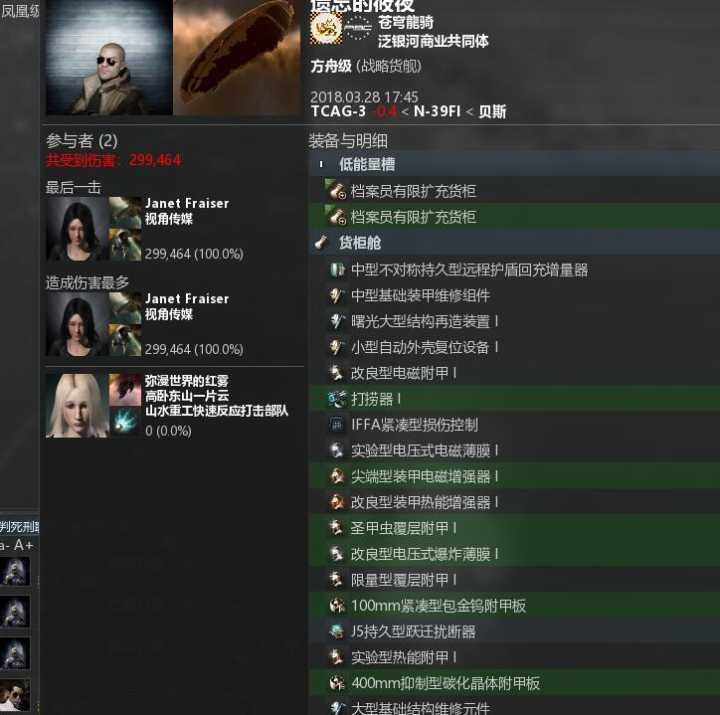 凤凰级
遗忘的彼夜
苍穹龍骑
泛银河商业共同体
方舟级 (战略货舰)
2018.03.28 17:45
TCAG-3 -0.4 < N-39FI < 贝斯
参与者 (2)
共受到伤害: 299,464
最后一击
Janet Fraiser
视角传媒
299,464 (100.0%)
造成伤害最多
Janet Fraiser
视角传媒
299,464 (100.0%)
弥漫世界的红雾
高卧东山一片云
山水重工快速反应打击部队
0 (0.0%)
判死刑
a- A+
装备与明细
低能量槽
档案员有限扩充货柜
档案员有限扩充货柜
货柜舱
中型不对称持久型远程护盾回充增量器
中型基础装甲维修组件
曙光大型结构再造装置 I
小型自动外壳复位设备 I
改良型电磁附甲 I
打捞器 I
IFFA紧凑型损伤控制
实验型电压式电磁薄膜 I
尖端型装甲电磁增强器 I
改良型装甲热能增强器 I
圣甲虫覆层附甲 I
改良型电压式爆炸薄膜 I
限量型覆层附甲 I
100mm紧凑型包金钨附甲板
J5持久型跃迁扰断器
实验型热能附甲 I
400mm抑制型碳化晶体附甲板
大型基础结构维修元件